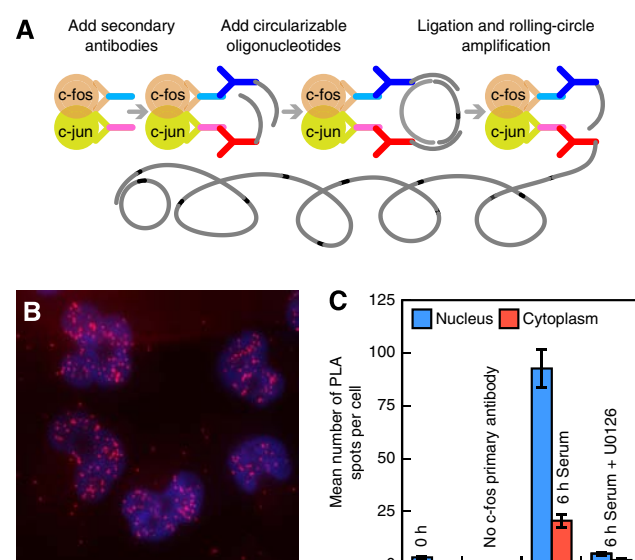 A
Add secondary
antibodies
Add circularizable
oligonucleotides
Ligation and rolling-circle
amplification
c-fos
c-fos
c-fos
c-fos
c-jun
c-jun
c-jun
c-jun
B
C
Mean number of PLA
spots per cell
125
100
75
50
25
Nucleus
Cytoplasm
0 h
No c-fos primary antibody
6 h Serum
6 h Serum + U0126